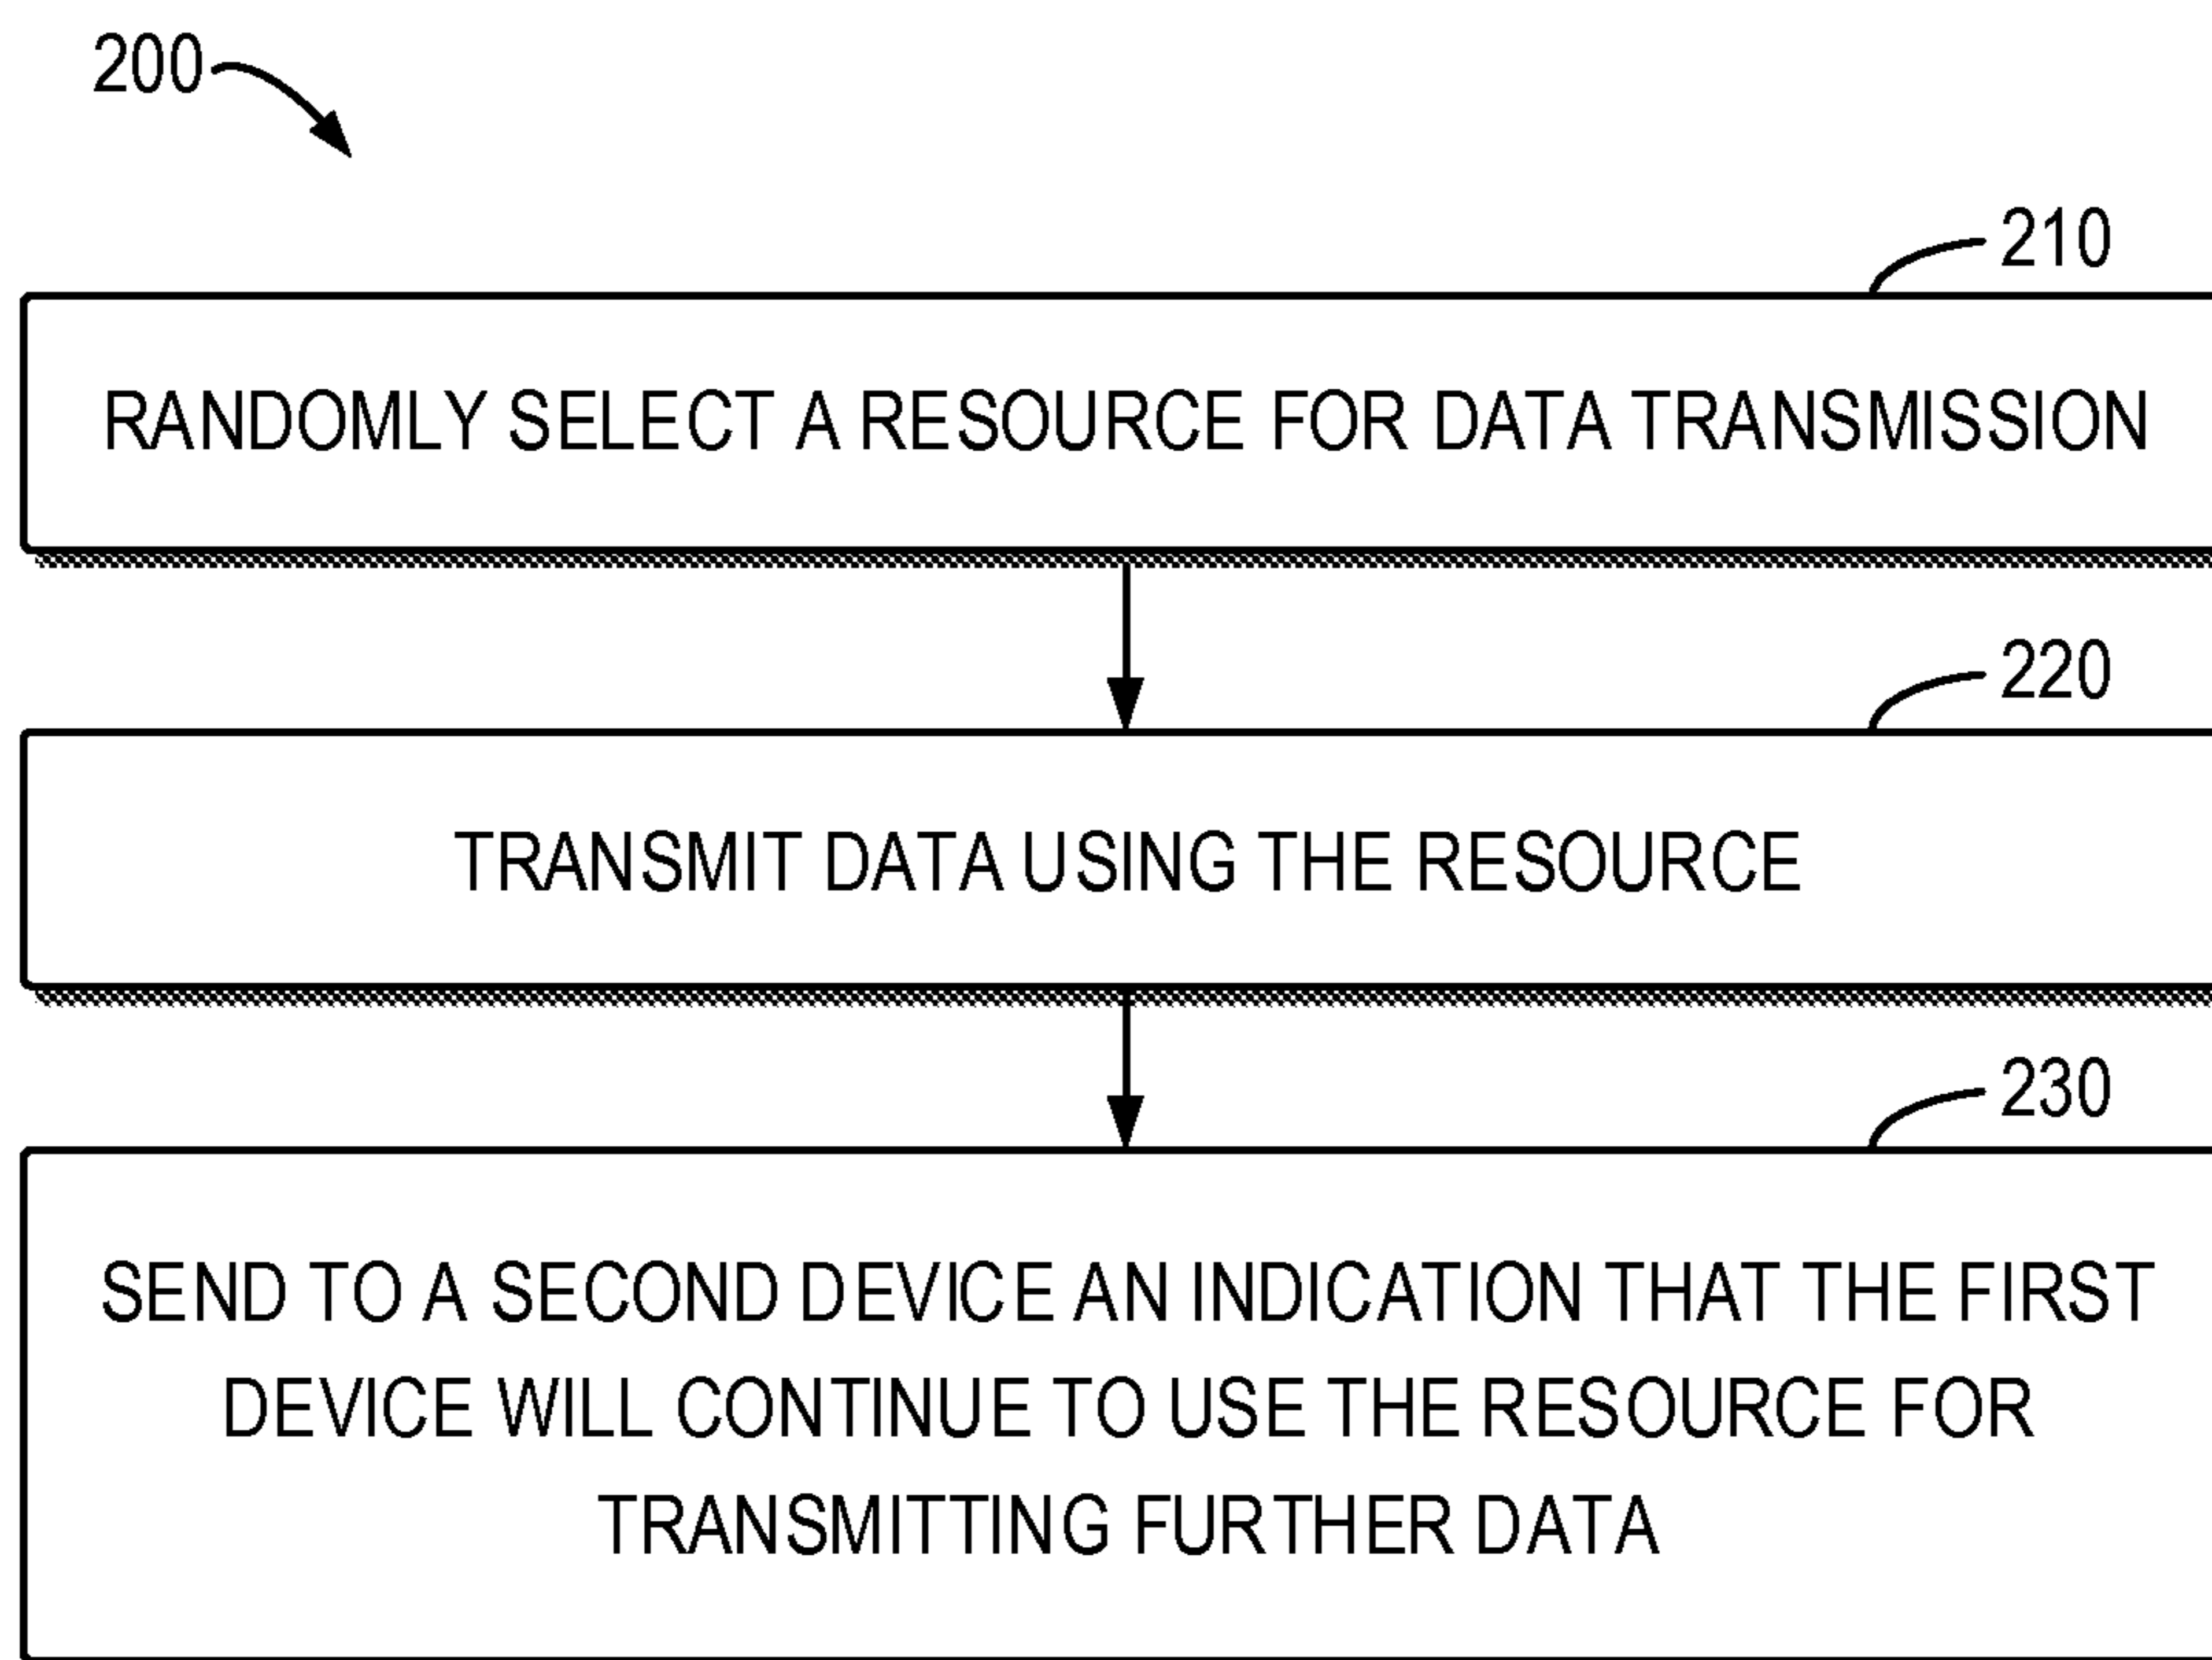 200
210
RANDOMLY SELECT A RESOURCE FOR DATA TRANSMISSION
220
TRANSMIT DATA USING THE RESOURCE
230
SEND TO A SECOND DEVICE AN INDICATION THAT THE FIRST
DEVICE WILL CONTINUE TO USE THE RESOURCE FOR
TRANSMITTING FURTHER DATA